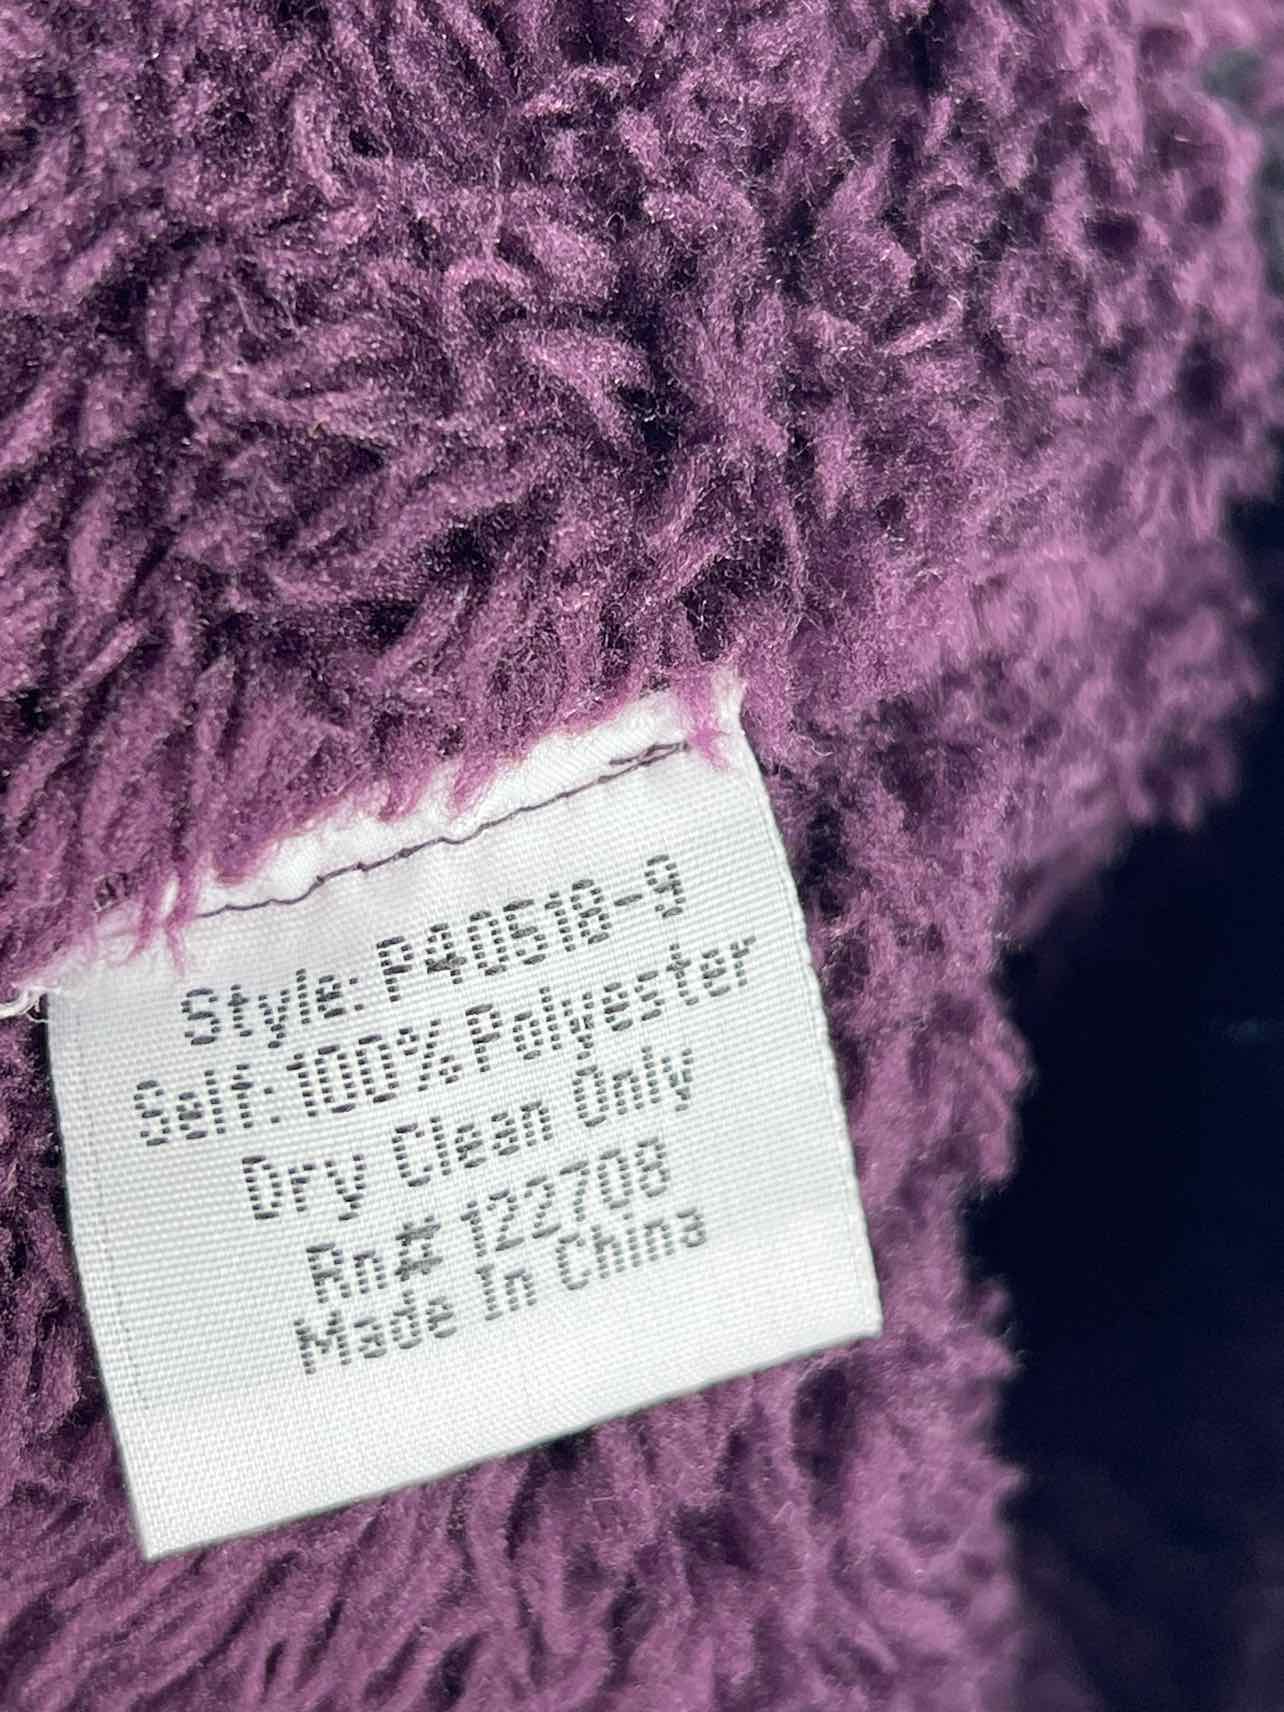 Style: P40518-9
Self: 100% Polyester
Dry Clean Only
Rn# 122708
Made In China